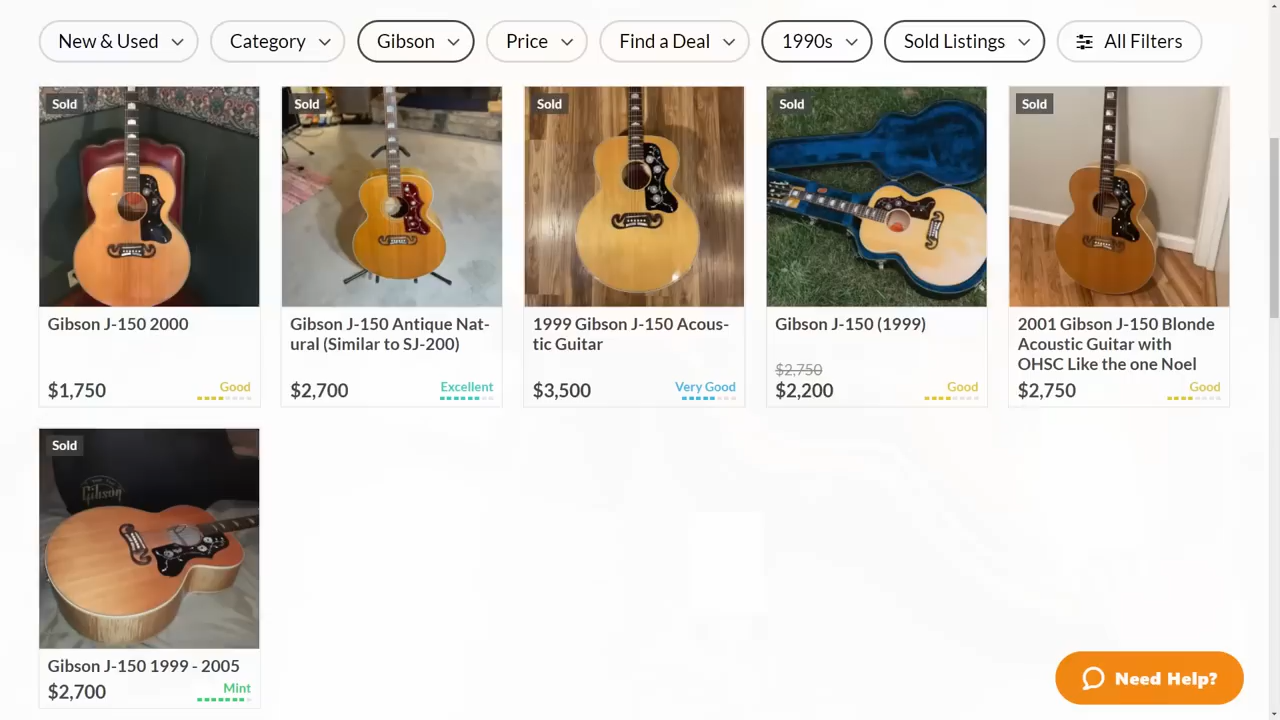 New & Used
Category
Gibson
Price
Find a Deal
1990s
Sold Listings
All Filters
Sold
Gibson J-150 2000
$1,750
Good
Sold
Gibson J-150 Antique Nat-
ural (Similar to SJ-200)
$2,700
Excellent
Sold
1999 Gibson J-150 Acous-
tic Guitar
$3,500
Very Good
Sold
Gibson J-150 (1999)
$2,750
$2,200
Good
Sold
2001 Gibson J-150 Blonde
Acoustic Guitar with
OHSC Like the one Noel
$2,750
Good
Sold
Gibson
Gibson J-150 1999 - 2005
$2,700
Mint
Need Help?